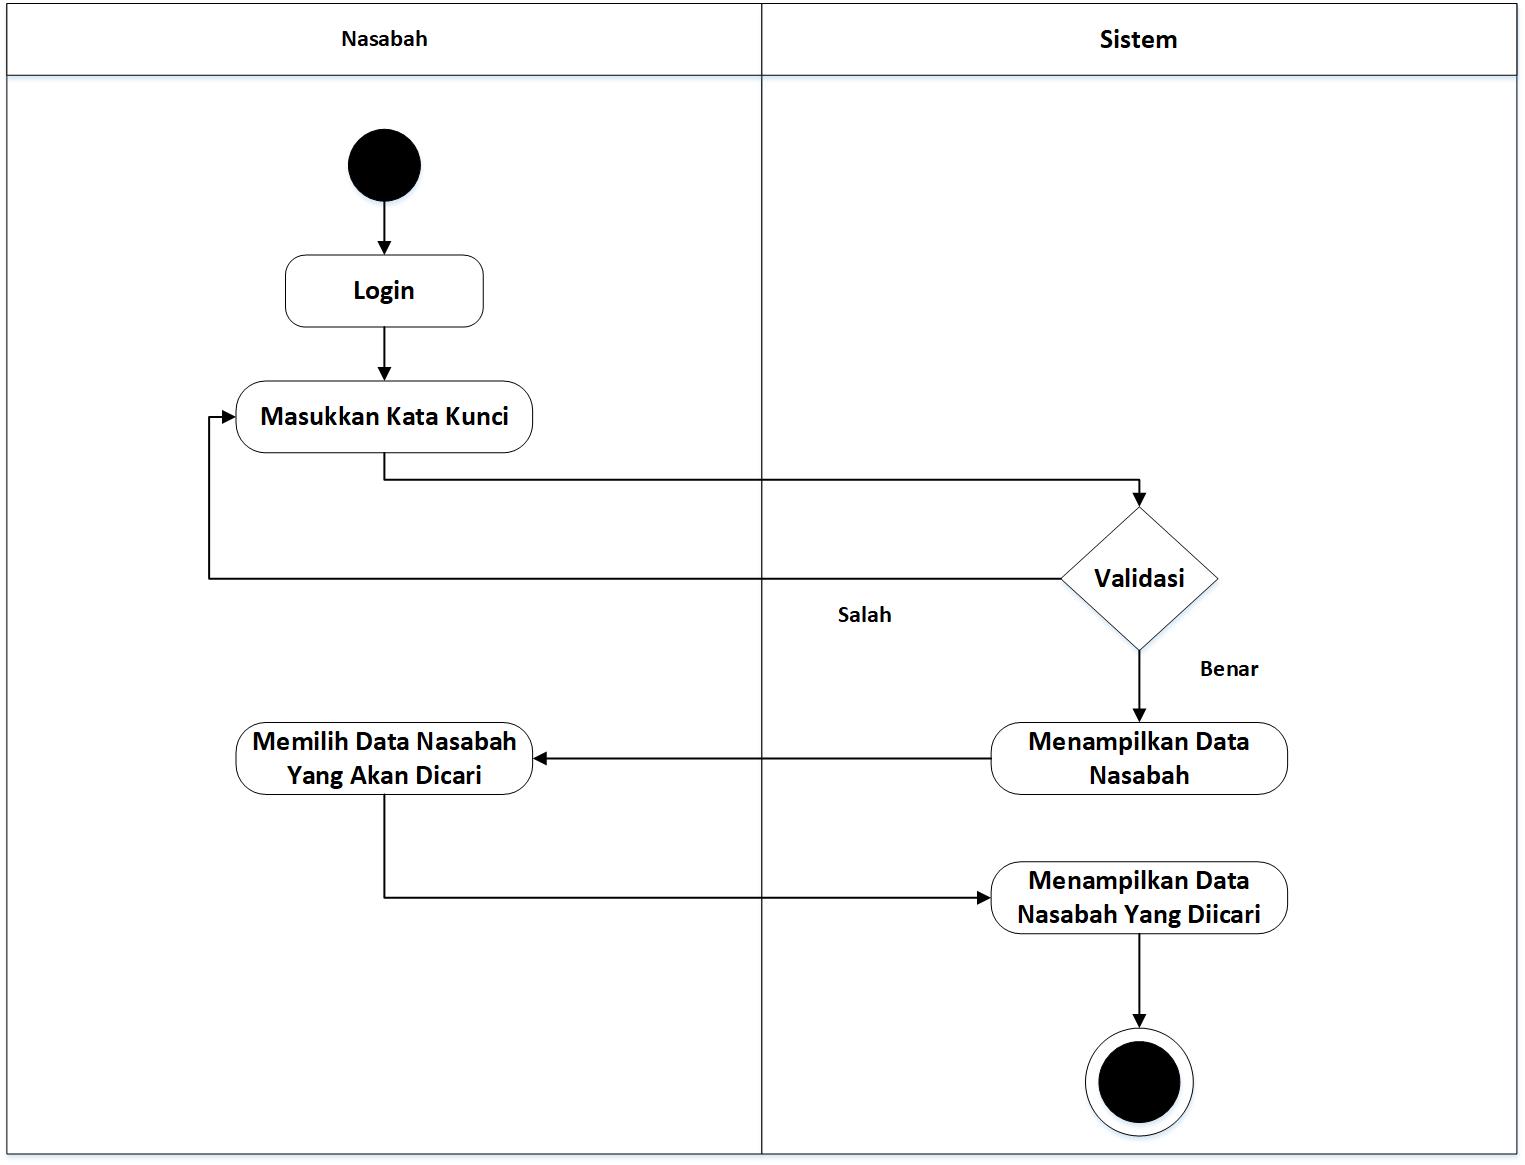 Nasabah
Sistem
Login
Masukkan Kata Kunci
Validasi
Salah
Benar
Memilih Data Nasabah
Yang Akan Dicari
Menampilkan Data
Nasabah
Menampilkan Data
Nasabah Yang Diicari